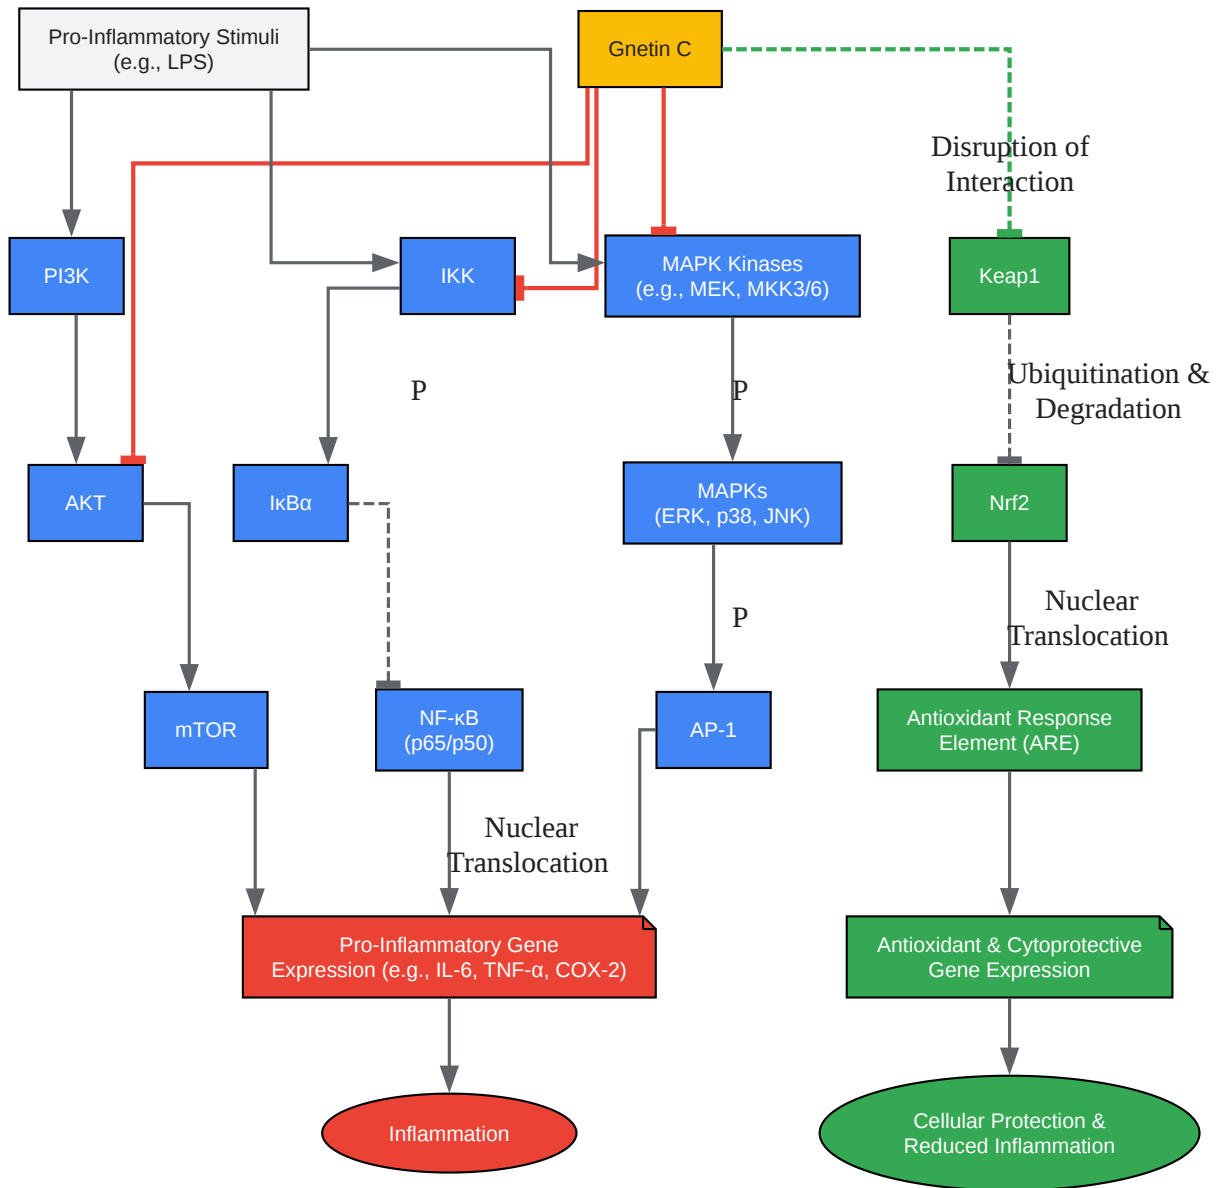 Pro-Inflammatory Stimuli
(e.g., LPS)
Gnetin C
Disruption of
Interaction
PI3K
IKK
MAPK Kinases
(e.g., MEK, MKK3/6)
Keap1
P
P
Ubiquitination &
Degradation
AKT
IκBα
MAPKs
(ERK, p38, JNK)
Nrf2
P
Nuclear
Translocation
mTOR
NF-κB
(p65/p50)
AP-1
Antioxidant Response
Element (ARE)
Nuclear
Translocation
Pro-Inflammatory Gene
Expression (e.g., IL-6, TNF-α, COX-2)
Antioxidant & Cytoprotective
Gene Expression
Inflammation
Cellular Protection &
Reduced Inflammation